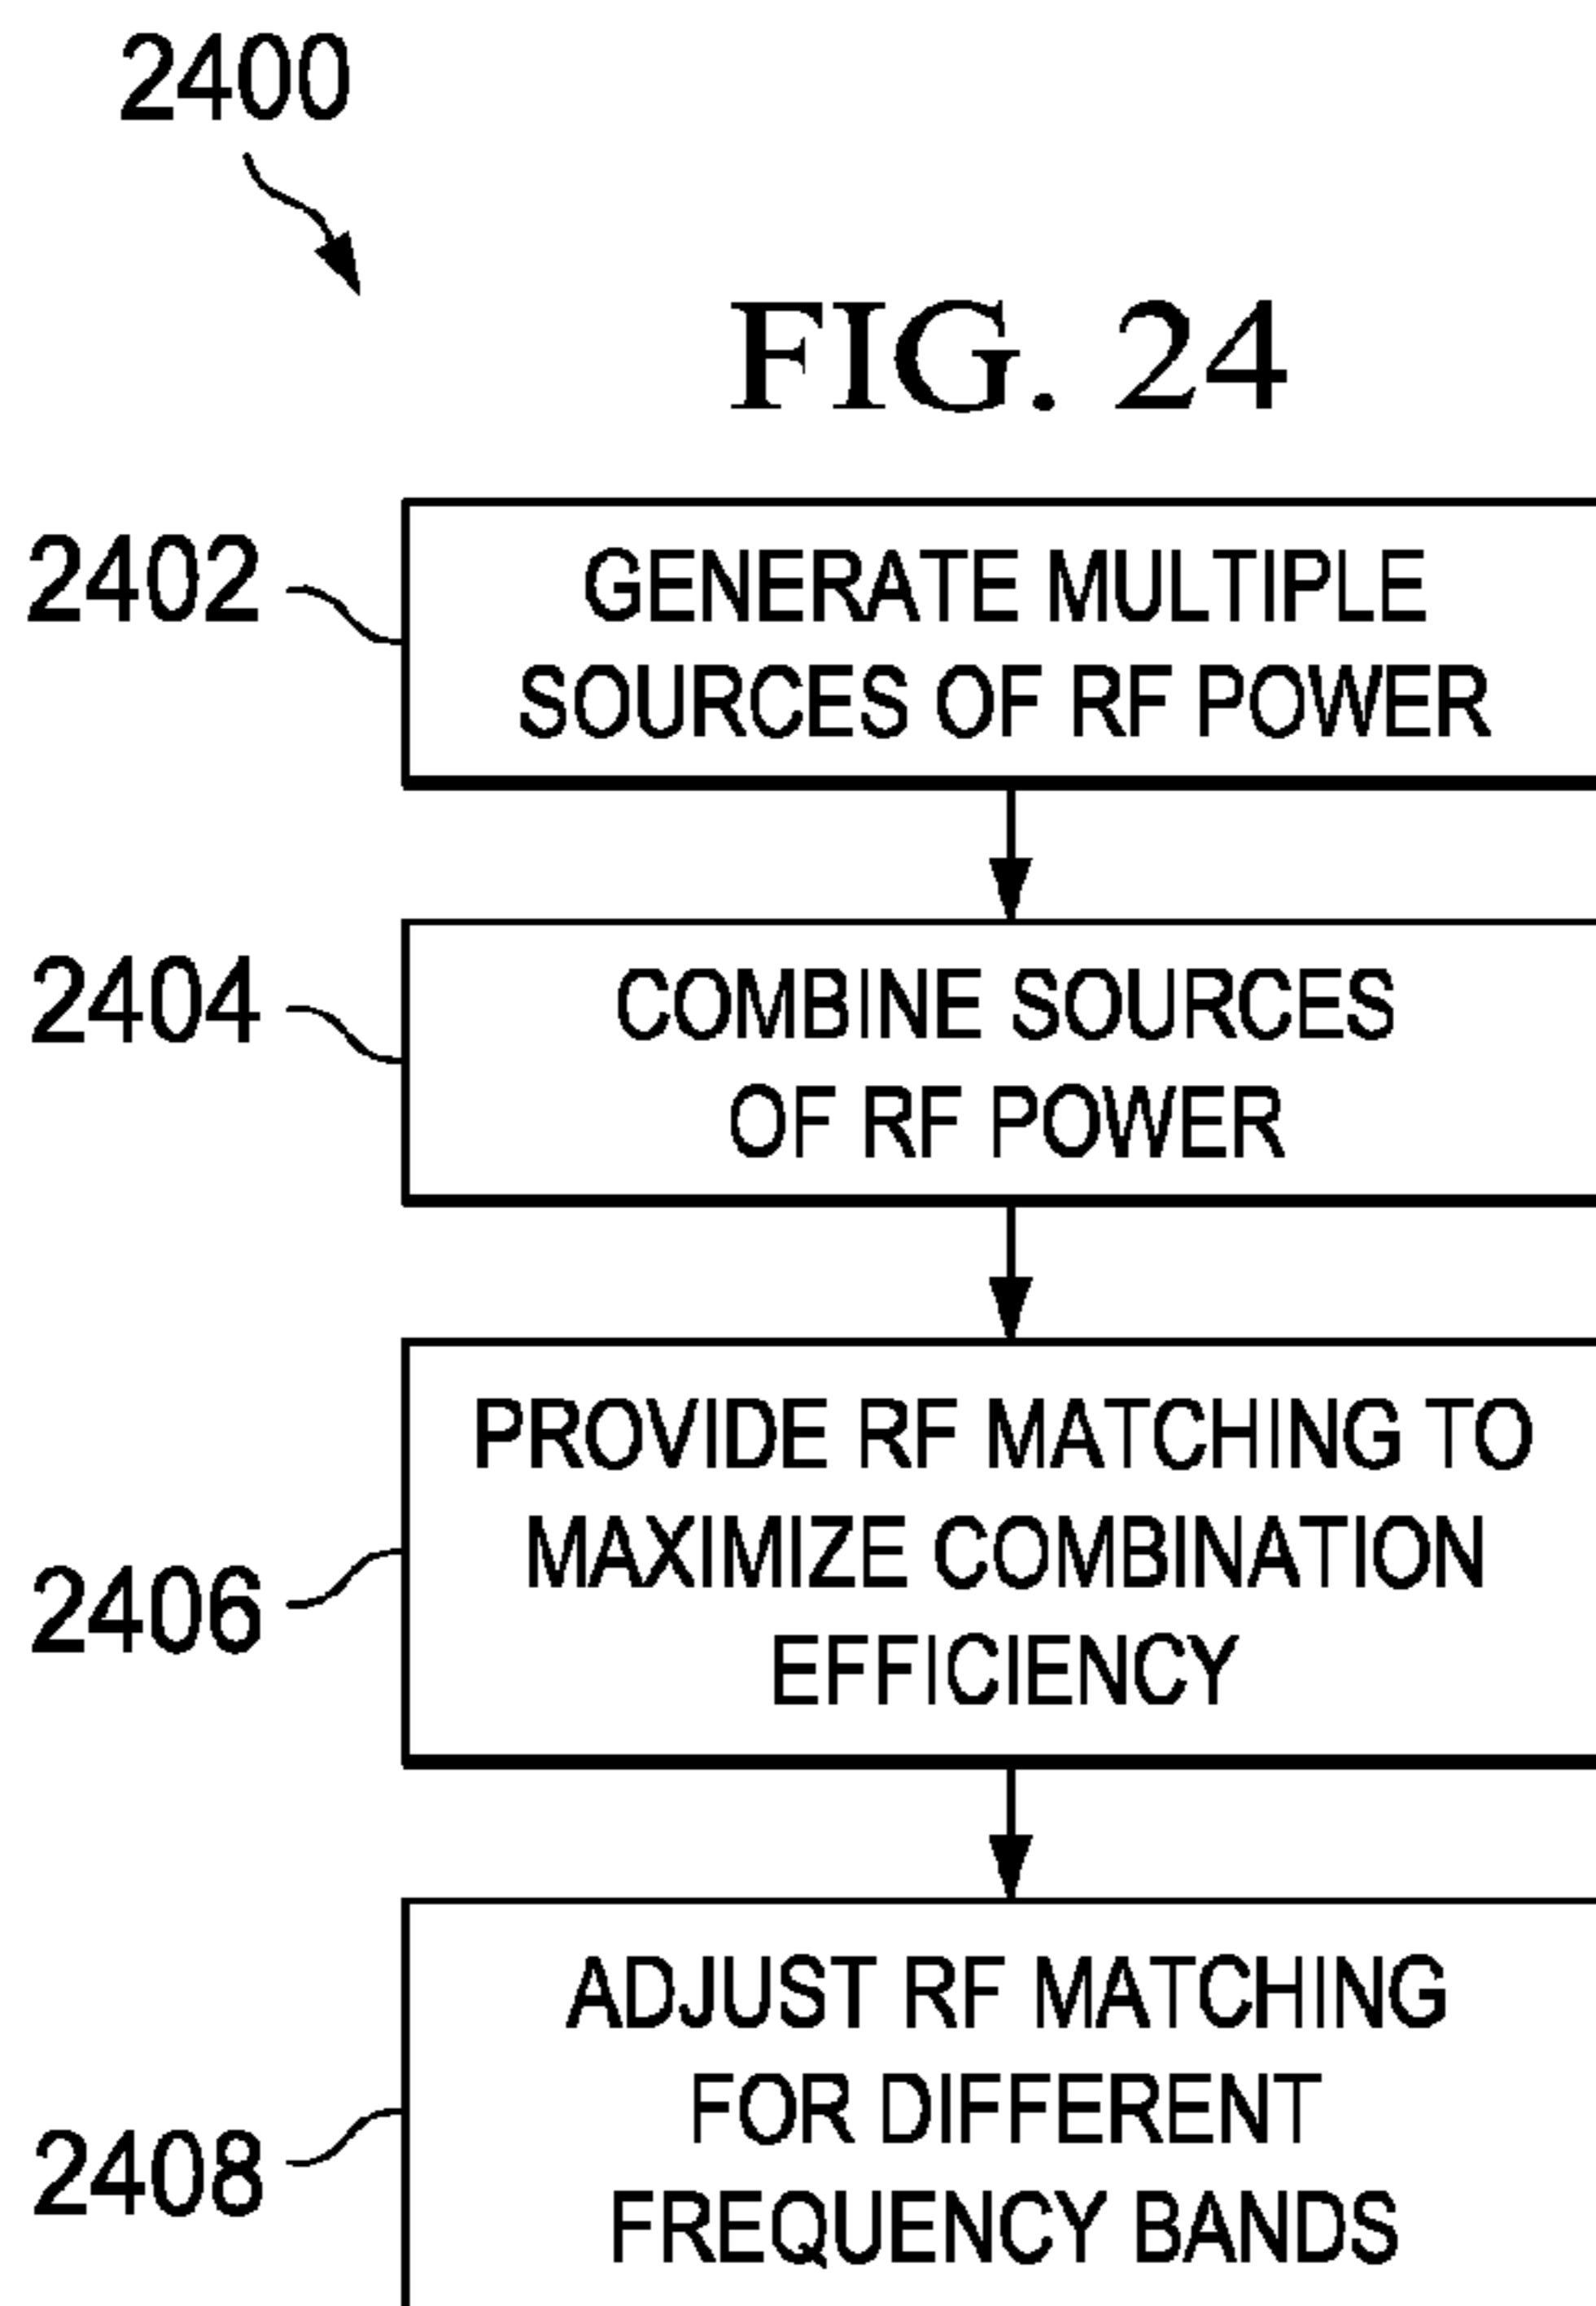 2400
FIG. 24
2402
GENERATE MULTIPLE
SOURCES OF RF POWER
2404
COMBINE SOURCES
OF RF POWER
2406
PROVIDE RF MATCHING TO
MAXIMIZE COMBINATION
EFFICIENCY
2408
ADJUST RF MATCHING
FOR DIFFERENT
FREQUENCY BANDS